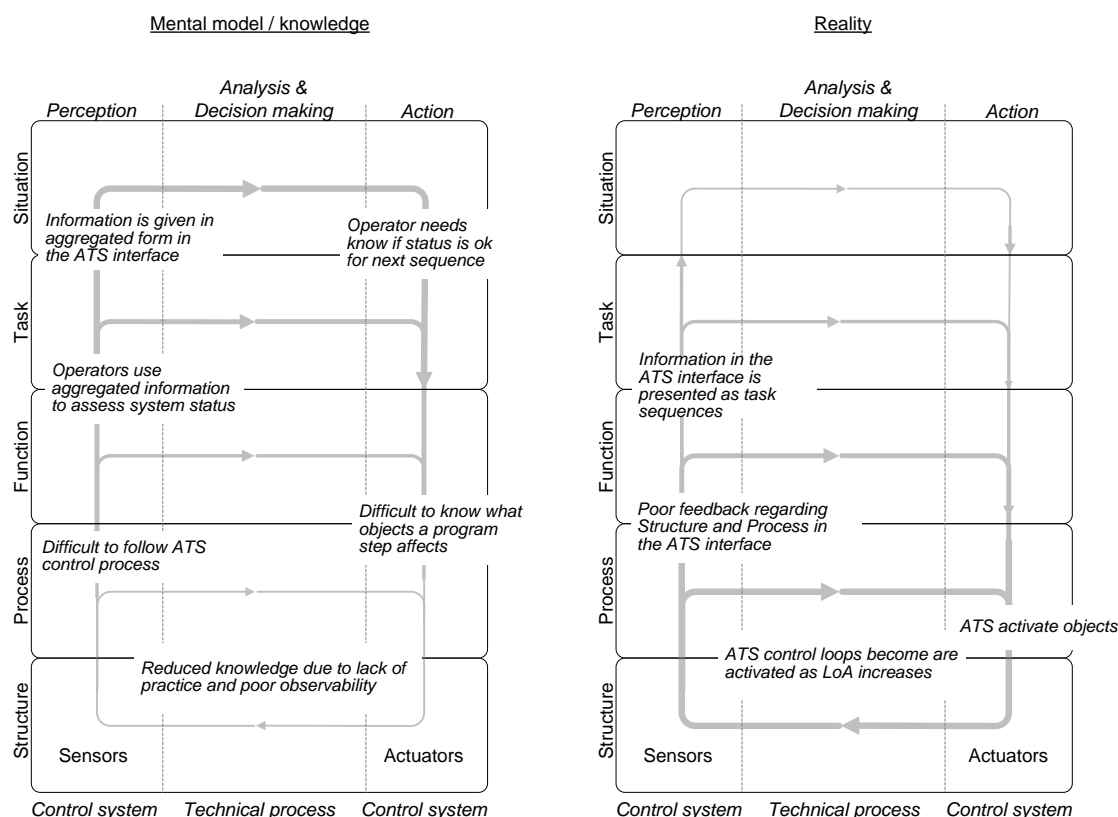 Mental model / knowledge
Analysis &
Perception Decision making Action
Situation
Information is given in
aggregated form in
the ATS interface
Operator needs
know if status is ok
for next sequence
Task
Operators use
aggregated information
to assess system status
Function
Difficult to know what
objects a program
step affects
Difficult to follow ATS
control process
Process
Reduced knowledge due to lack of
practice and poor observability
Structure
Sensors Actuators
Control system Technical process Control system
Reality
Analysis &
Perception Decision making Action
Situation
Task
Information in the
ATS interface is
presented as task
sequences
Function
Poor feedback regarding
Structure and Process in
the ATS interface
Process
ATS activate objects
ATS control loops become are
activated as LoA increases
Structure
Sensors Actuators
Control system Technical process Control system